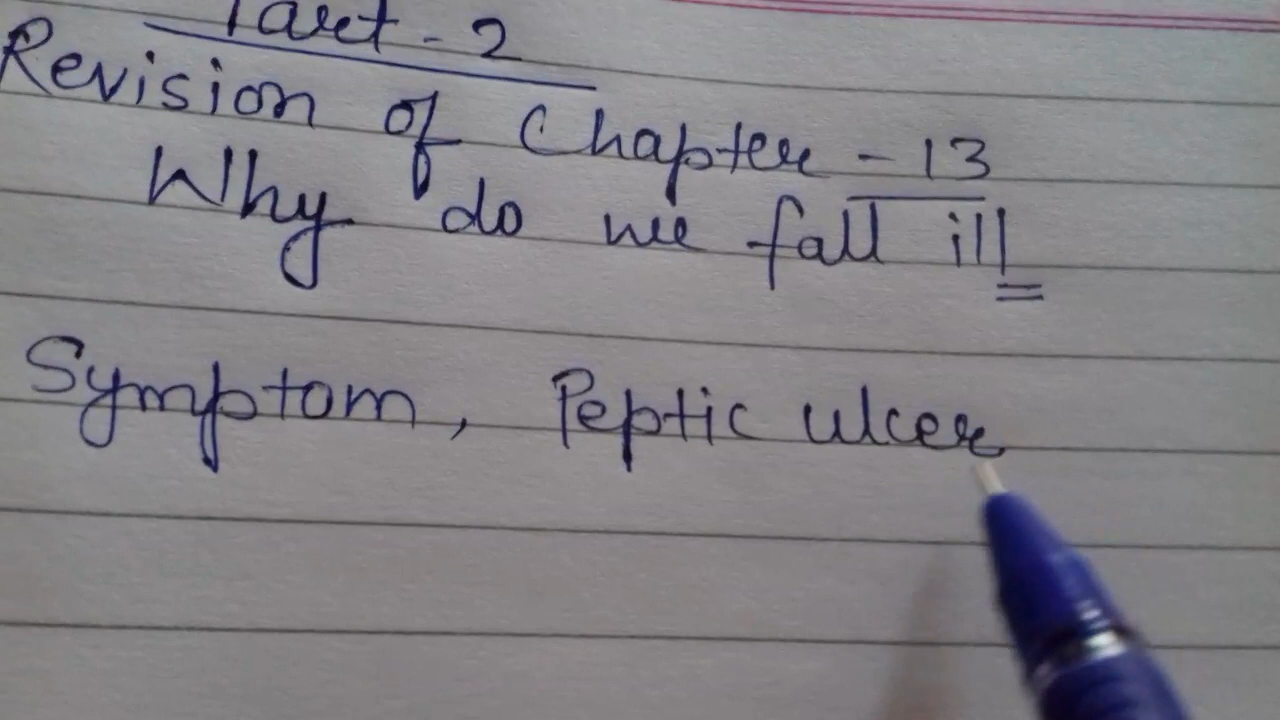 Part - 2
Revision of Chapter - 13
Why do we fall ill
Symptom, Peptic ulcer